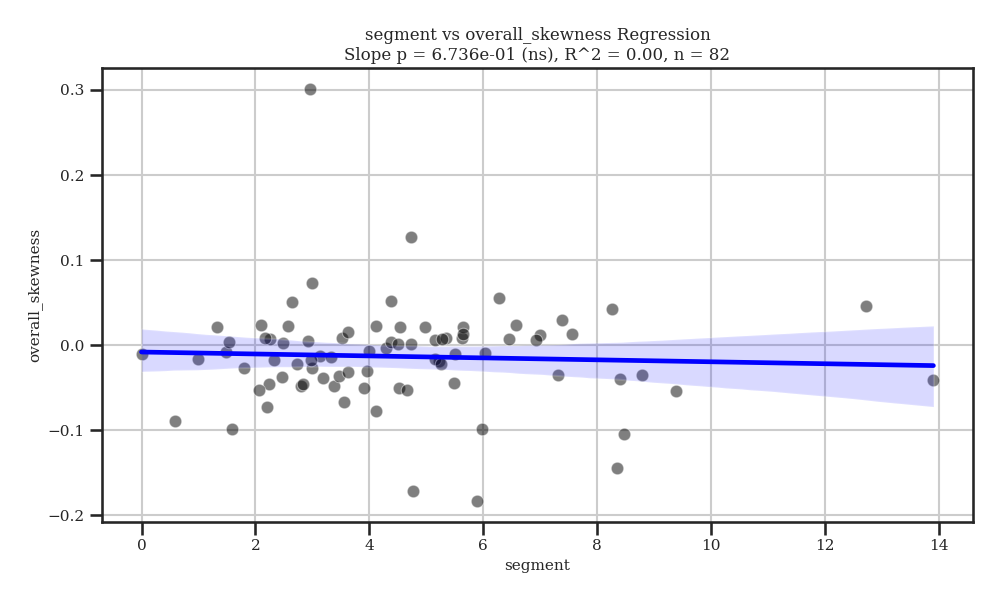 segment vs overall_skewness Regression
Slope p = 6.736e-01 (ns), R^2 = 0.00, n = 82
overall_skewness
0.3
0.2
0.1
0.0
−0.1
−0.2
0 2 4 6 8 10 12 14
segment